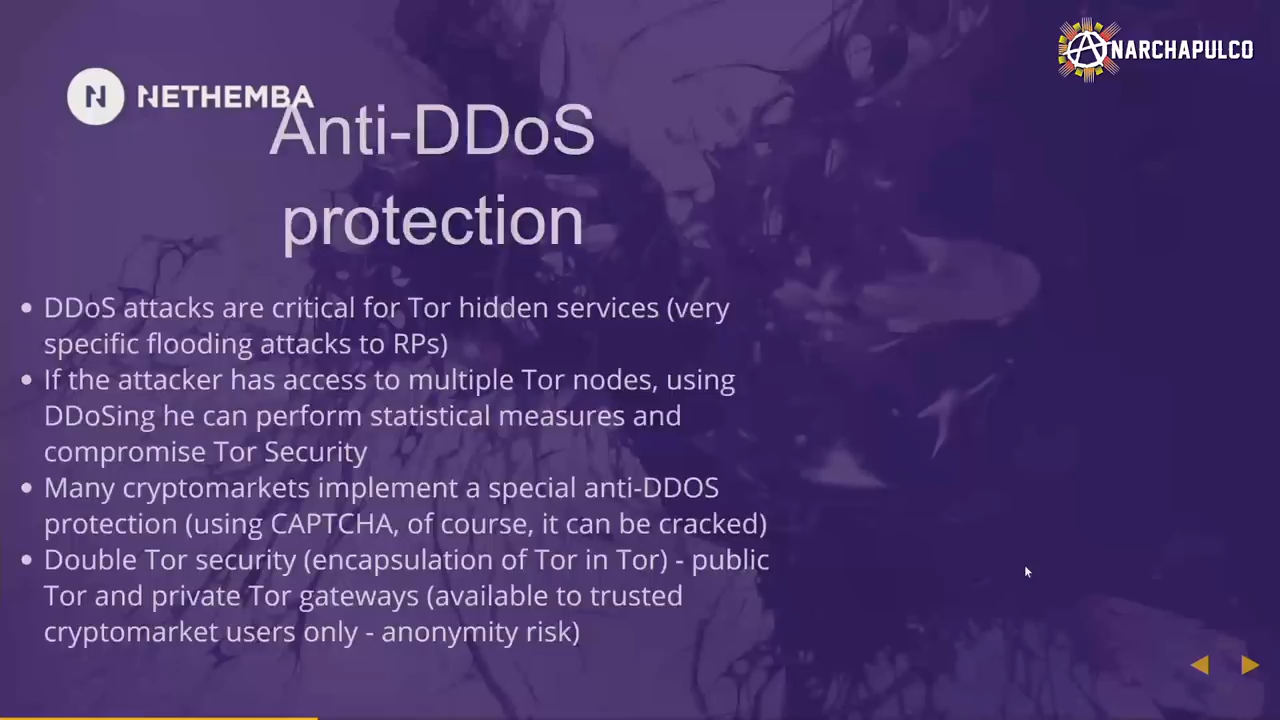 NARCHAPULCO
NETHEMBA
Anti-DDoS
protection
• DDoS attacks are critical for Tor hidden services (very
specific flooding attacks to RPs)
• If the attacker has access to multiple Tor nodes, using
DDoSing he can perform statistical measures and
compromise Tor Security
• Many cryptomarkets implement a special anti-DDOS
protection (using CAPTCHA, of course, it can be cracked)
• Double Tor security (encapsulation of Tor in Tor) - public
Tor and private Tor gateways (available to trusted
cryptomarket users only - anonymity risk)